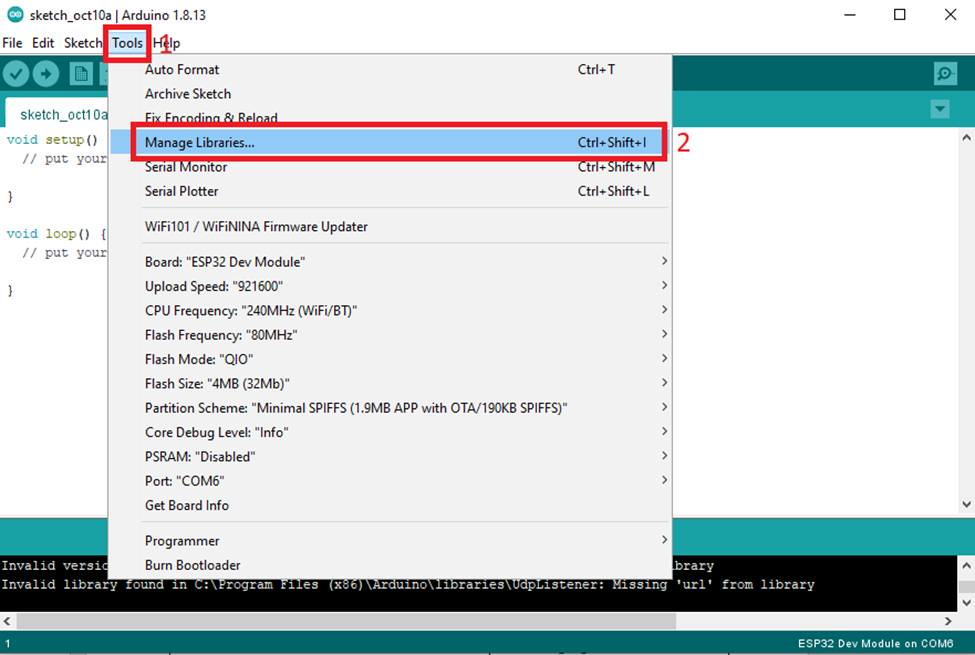 sketch_oct10a | Arduino 1.8.13
File Edit Sketch Tools 1 Help
Auto Format Ctrl+T
Archive Sketch
sketch_oct10a
Fix Encoding & Reload
void setup()
Manage Libraries... Ctrl+Shift+I 2
// put your
Serial Monitor Ctrl+Shift+M
Serial Plotter Ctrl+Shift+L
}
WiFi101 / WiFiNINA Firmware Updater
void loop() {
// put your
Board: "ESP32 Dev Module"
Upload Speed: "921600"
}
CPU Frequency: "240MHz (WiFi/BT)"
Flash Frequency: "80MHz"
Flash Mode: "QIO"
Flash Size: "4MB (32Mb)"
Partition Scheme: "Minimal SPIFFS (1.9MB APP with OTA/190KB SPIFFS)"
Core Debug Level: "Info"
PSRAM: "Disabled"
Port: "COM6"
Get Board Info
Programmer
Burn Bootloader
Invalid
Invalid library found in C:\Program Files (x86)\Arduino\libraries\UdpListener: Missing 'url' from library
1 ESP32 Dev Module on COM6